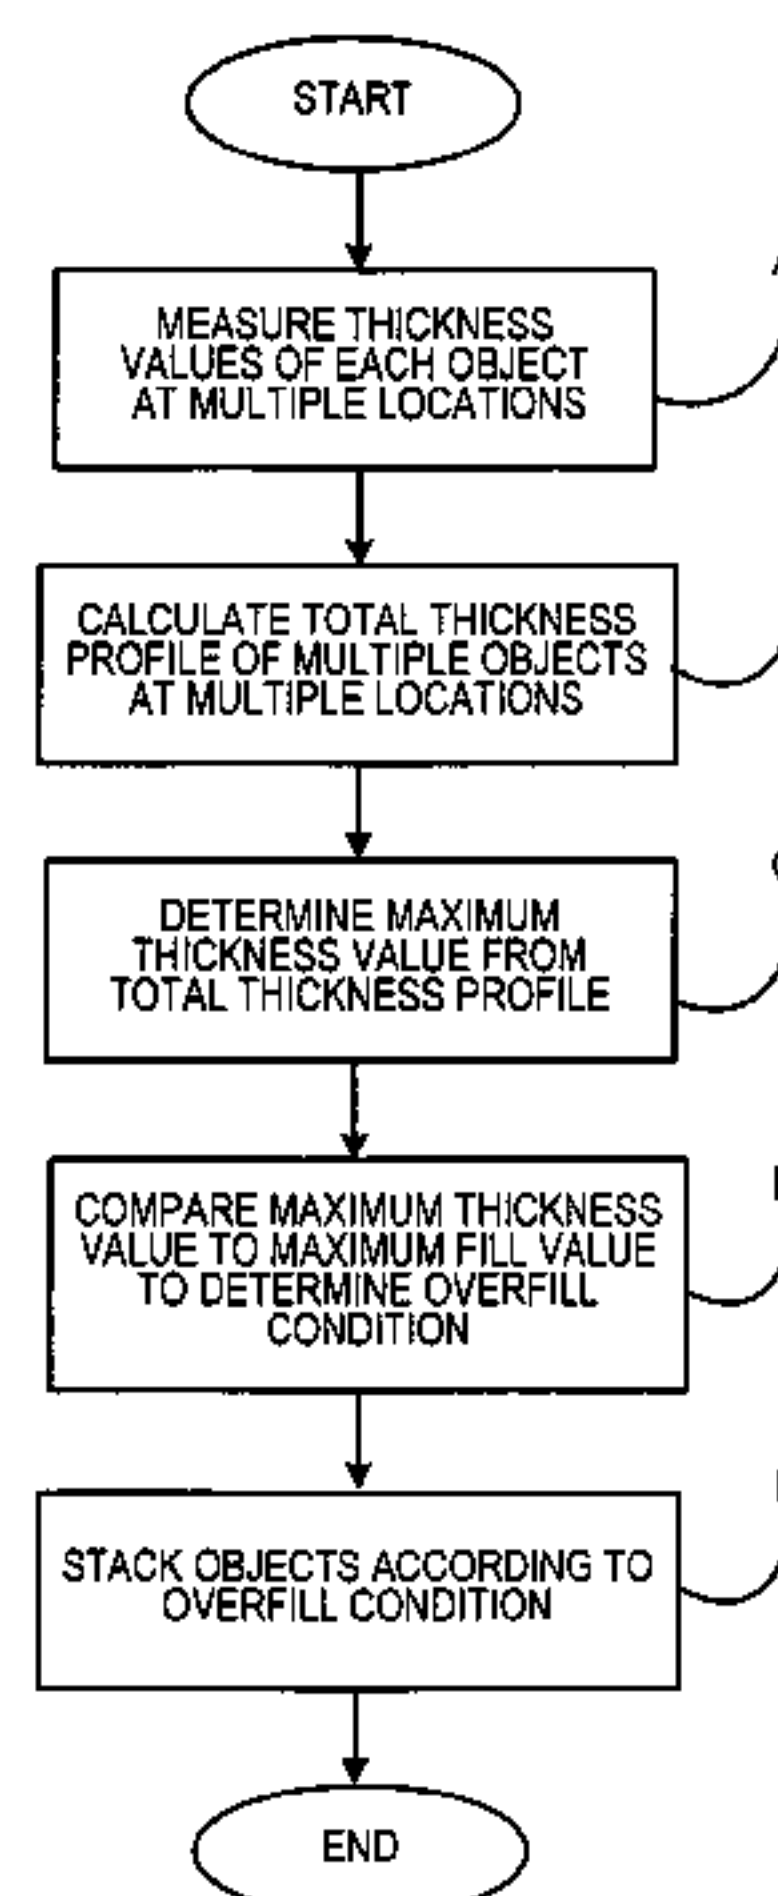 START
MEASURE THICKNESS
VALUES OF EACH OBJECT
AT MULTIPLE LOCATIONS
CALCULATE TOTAL THICKNESS
PROFILE OF MULTIPLE OBJECTS
AT MULTIPLE LOCATIONS
DETERMINE MAXIMUM
THICKNESS VALUE FROM
TOTAL THICKNESS PROFILE
COMPARE MAXIMUM THICKNESS
VALUE TO MAXIMUM FILL VALUE
TO DETERMINE OVERFILL
CONDITION
STACK OBJECTS ACCORDING TO
OVERFILL CONDITION
END